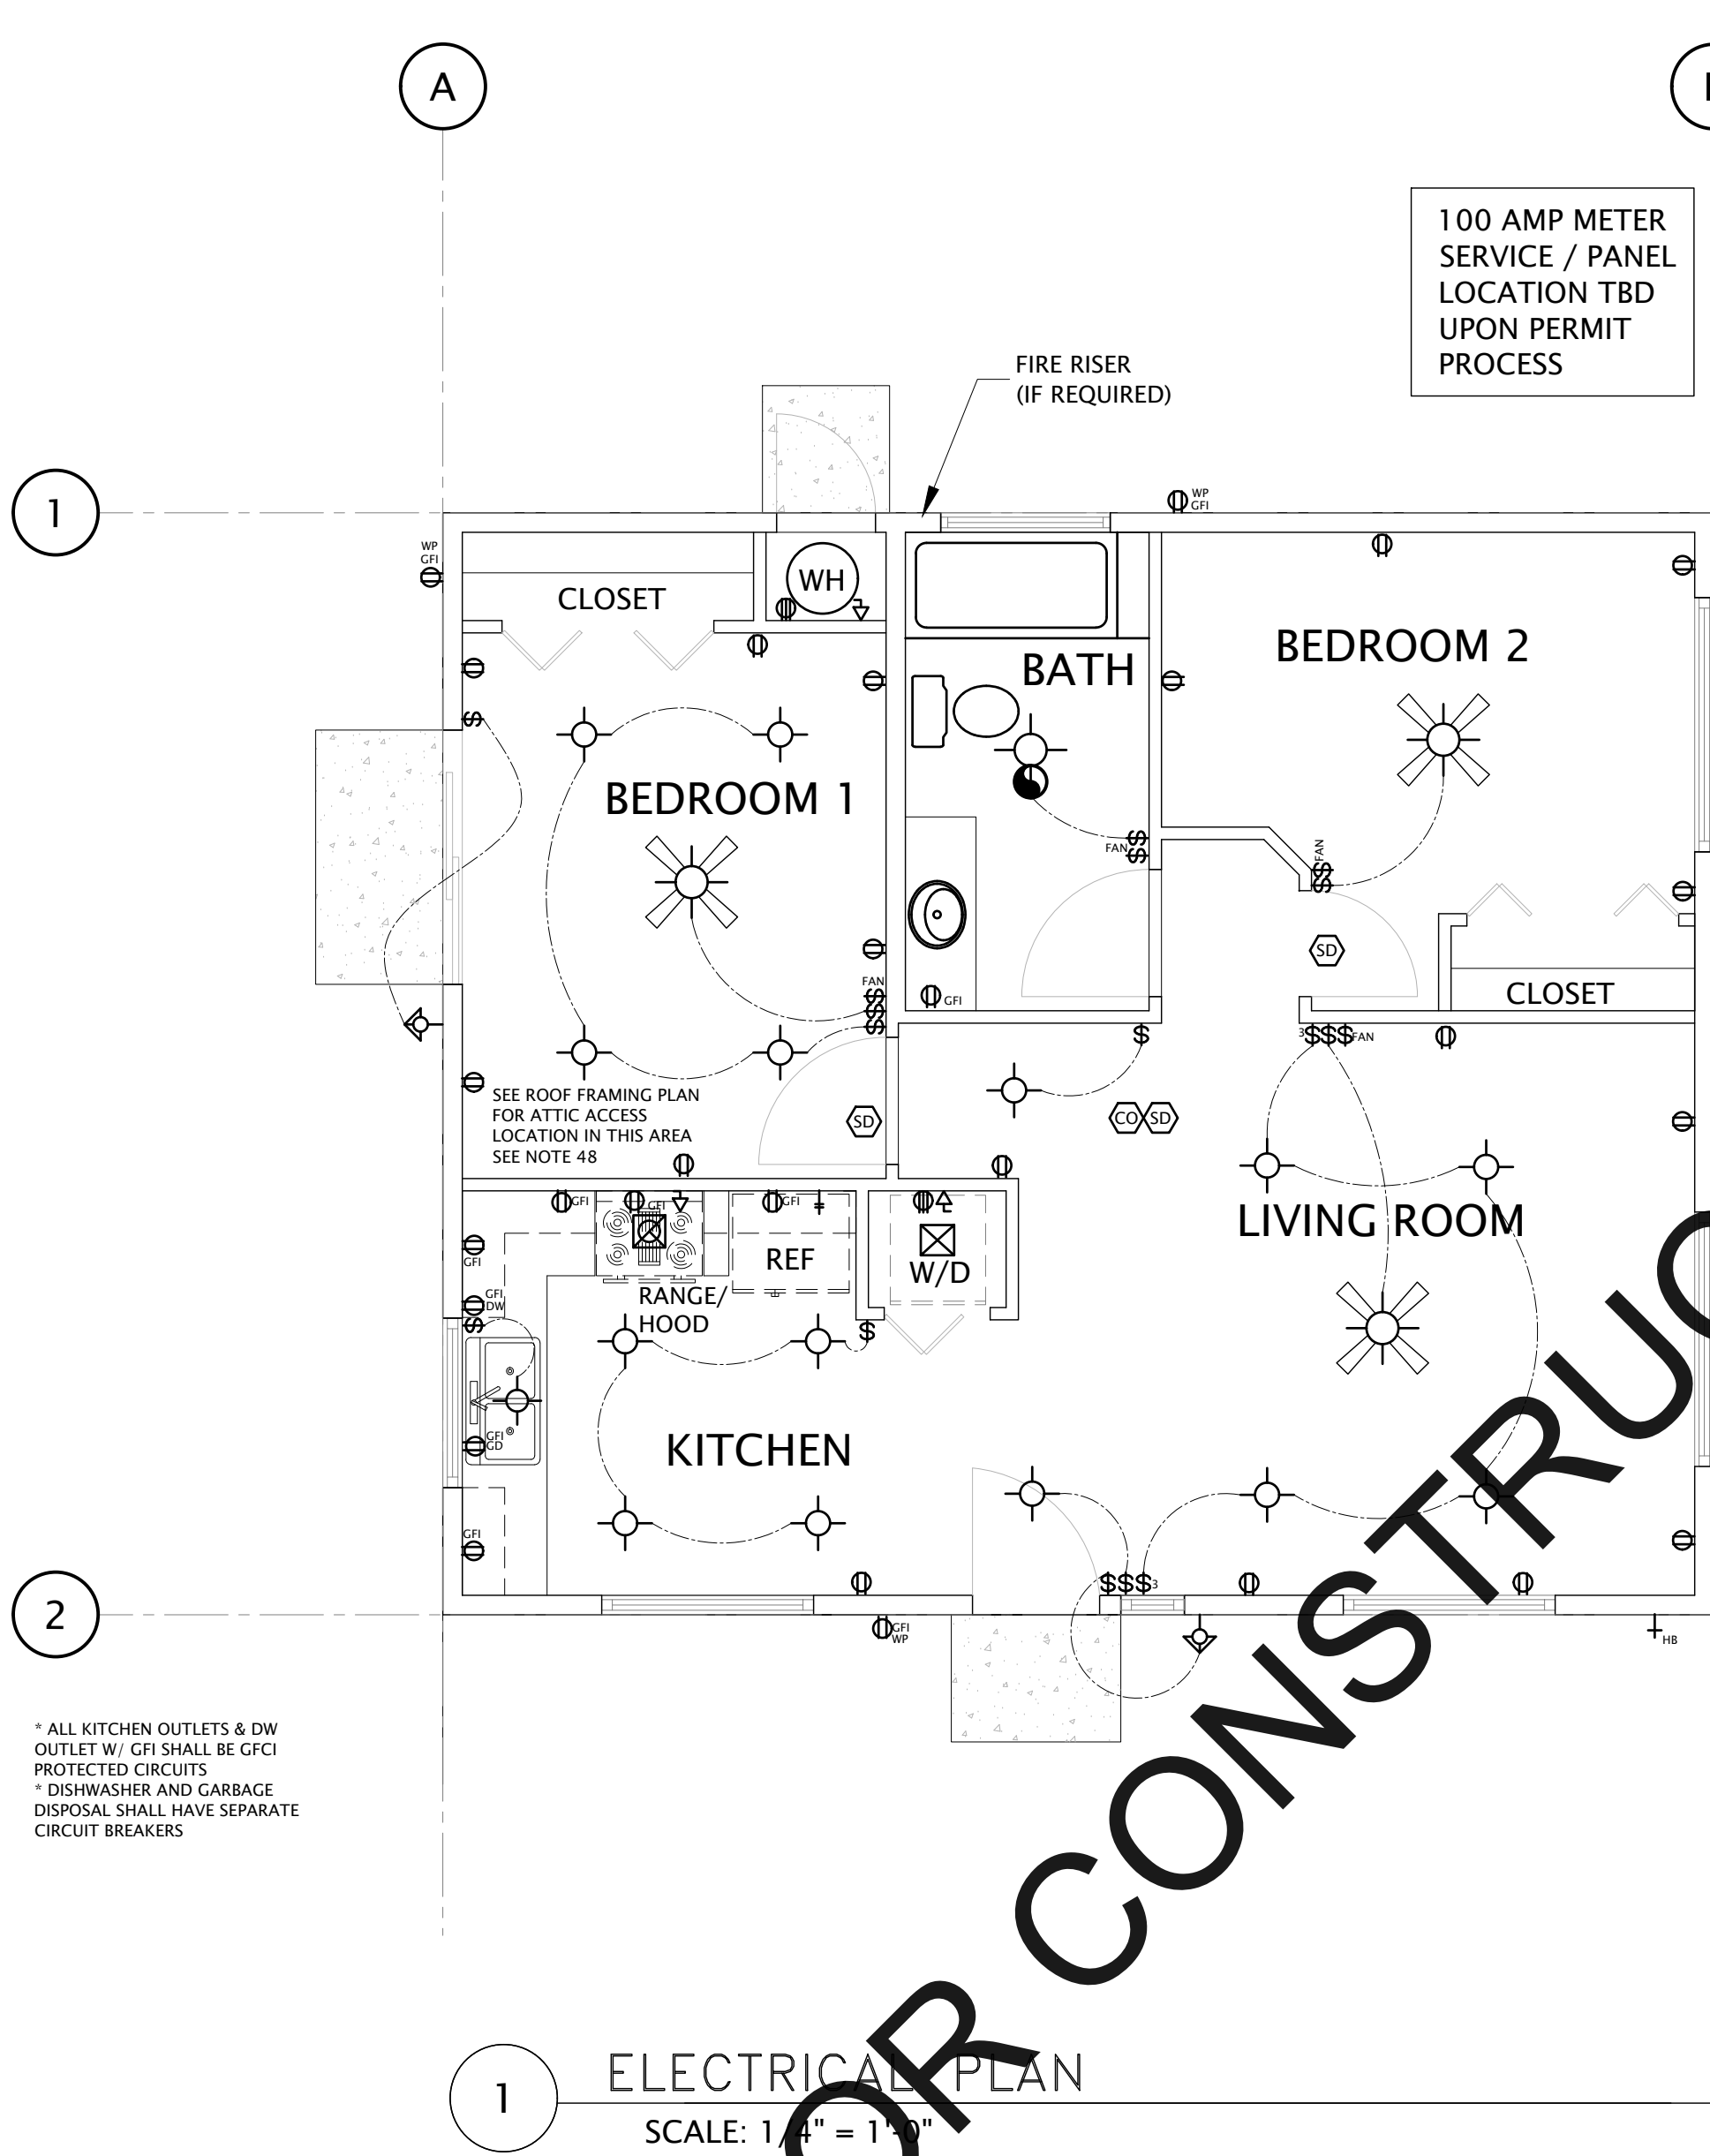 A
100 AMP METER
SERVICE / PANEL
LOCATION TBD
UPON PERMIT
PROCESS
FIRE RISER
(IF REQUIRED)
1
WP
GFI
WP
GFI
CLOSET
WH
BEDROOM 2
BATH
BEDROOM 1
FAN
$$
FAN
$$
$
SD
CLOSET
FAN
$$$
GFI
3$$$FAN
$
SEE ROOF FRAMING PLAN
FOR ATTIC ACCESS
LOCATION IN THIS AREA
SEE NOTE 48
SD
CO SD
GFI
GFI
GFI
LIVING ROOM
GFI
REF
W/D
GFI
DW
$
RANGE/
HOOD
$
GFI
GD
KITCHEN
GFI
$$$3
2
GFI
WP
HB
* ALL KITCHEN OUTLETS & DW
OUTLET W/ GFI SHALL BE GFCI
PROTECTED CIRCUITS
* DISHWASHER AND GARBAGE
DISPOSAL SHALL HAVE SEPARATE
CIRCUIT BREAKERS
OR CONSTRUC
1
ELECTRICAL PLAN
SCALE: 1/4" = 1'-0"